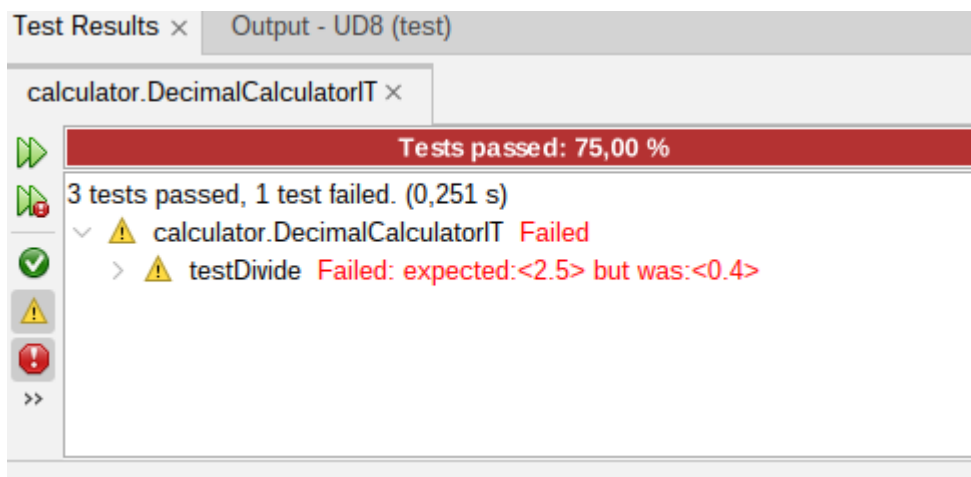 Test Results × Output - UD8 (test)
calculator.DecimalCalculatorIT ×
Tests passed: 75,00 %
3 tests passed, 1 test failed. (0,251 s)
calculator.DecimalCalculatorIT Failed
testDivide Failed: expected:<2.5> but was:<0.4>
>>